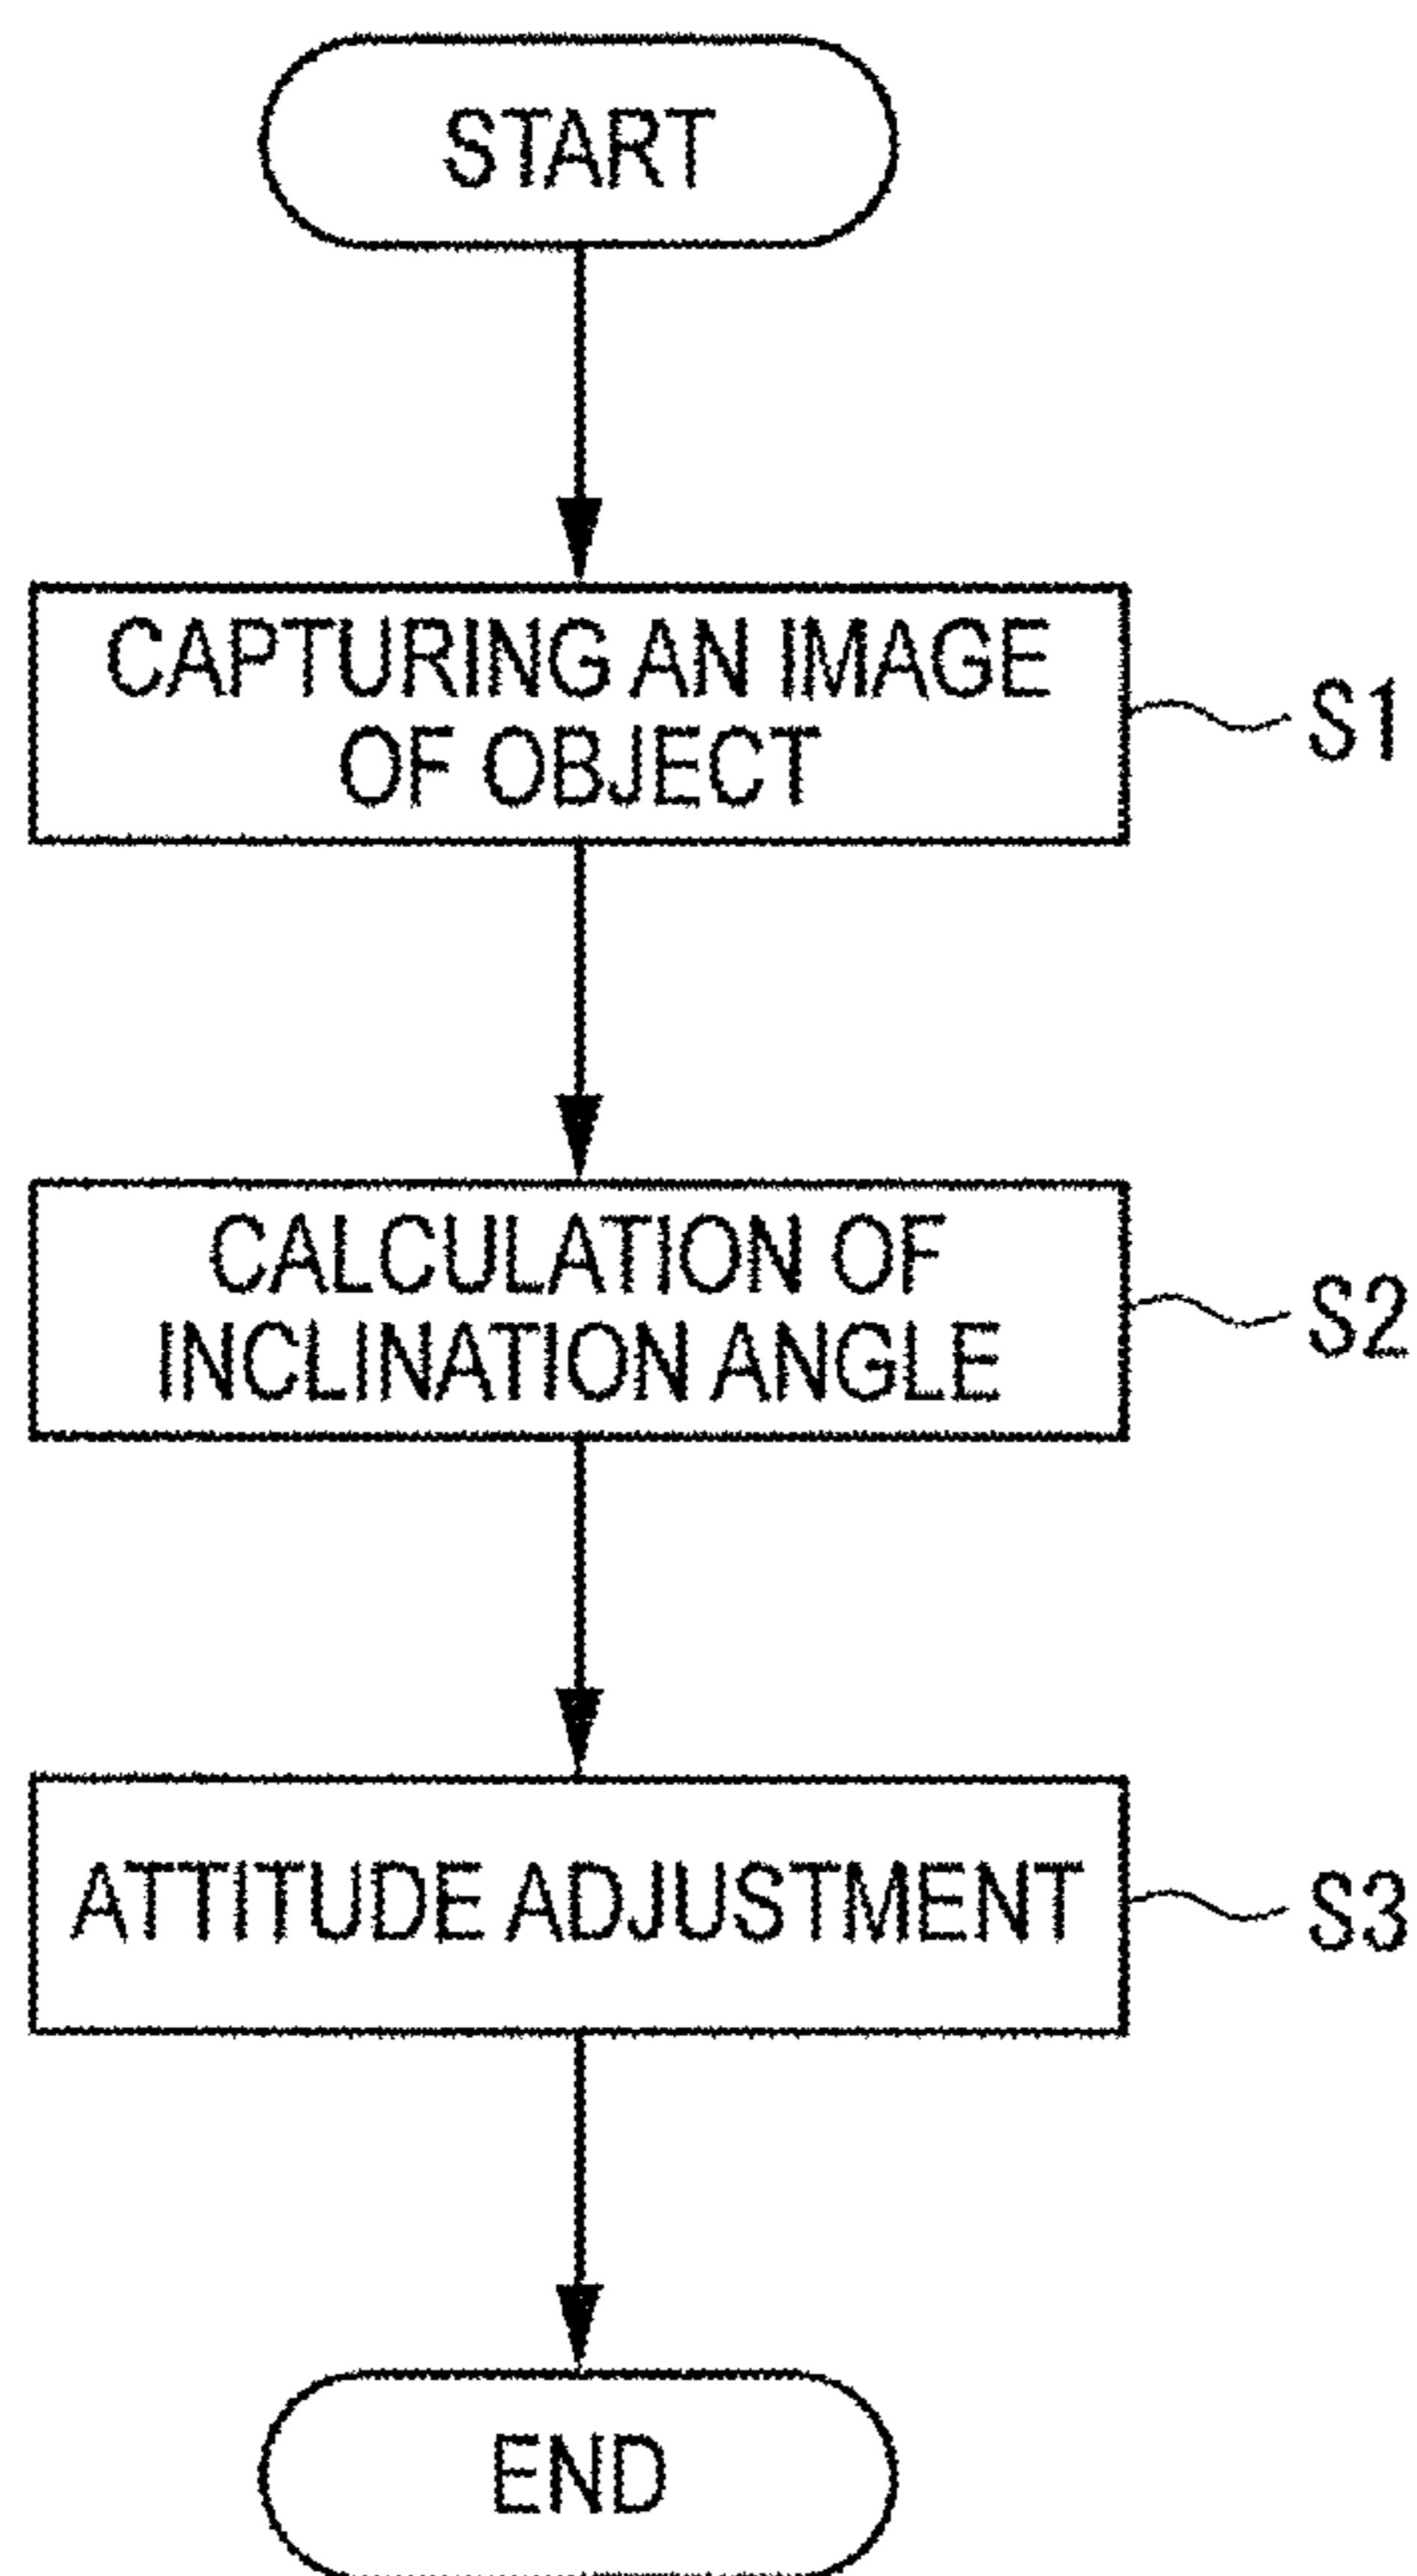 START
CAPTURING AN IMAGE
OF OBJECT
S1
CALCULATION OF
INCLINATION ANGLE
S2
ATTITUDE ADJUSTMENT
S3
END